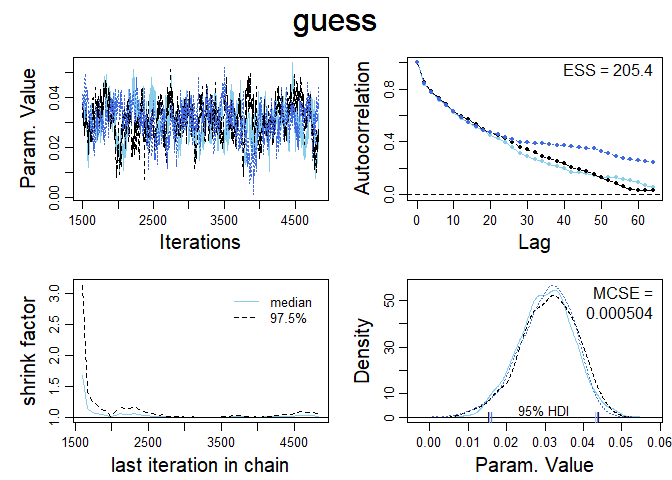 guess
Param. Value
0.00 0.02 0.04
1500 2500 3500 4500
Iterations
Autocorrelation
0.0 0.4 0.8
ESS = 205.4
0 10 20 30 40 50 60
Lag
shrink factor
1.0 1.5 2.0 2.5 3.0
median
97.5%
1500 2500 3500 4500
last iteration in chain
Density
0 10 30 50
MCSE =
0.000504
95% HDI
0.00 0.01 0.02 0.03 0.04 0.05 0.06
Param. Value